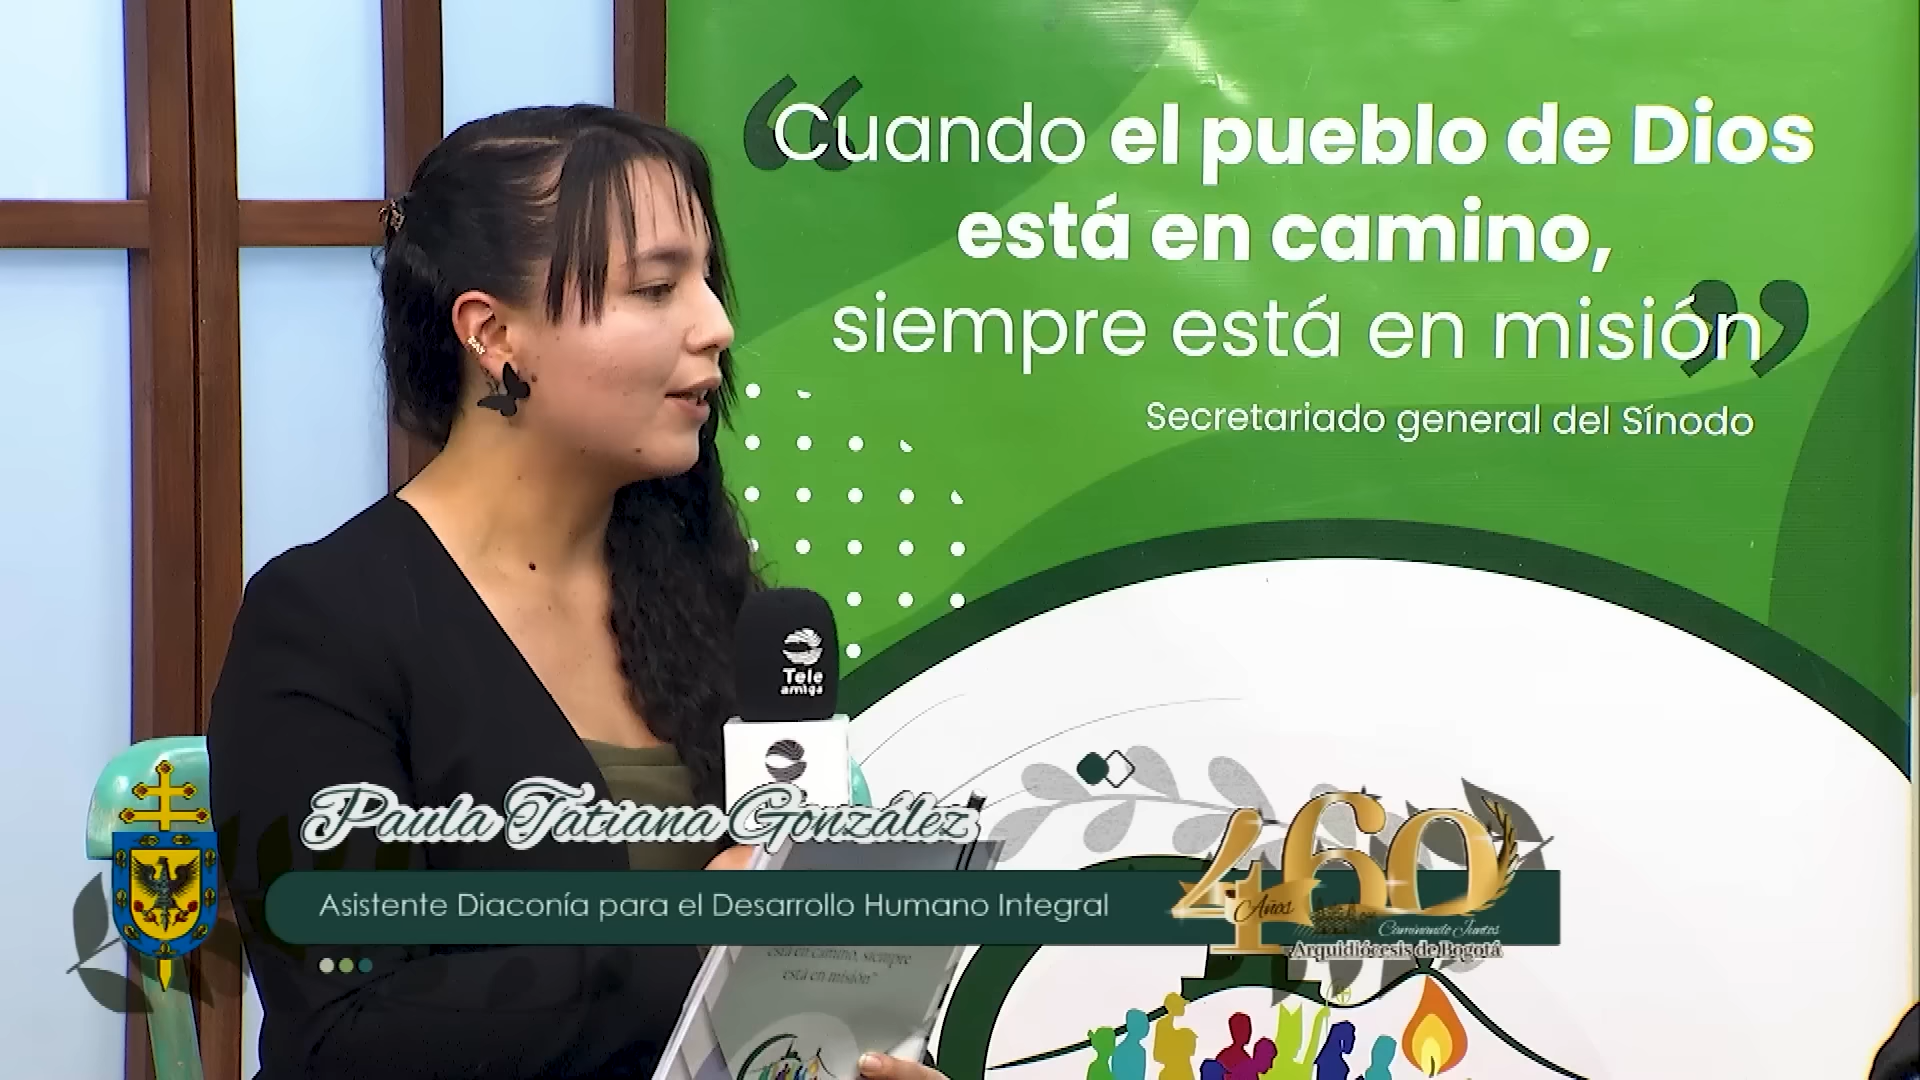 “Cuando el pueblo de Dios
está en camino,
siempre está en misión”
Secretariado general del Sínodo
Tele
amiga
Paula Tatiana González
Asistente Diaconía para el Desarrollo Humano Integral
460
Años
Caminando Juntos
Arquidiócesis de Bogotá
está en camino, siempre
está en misión”